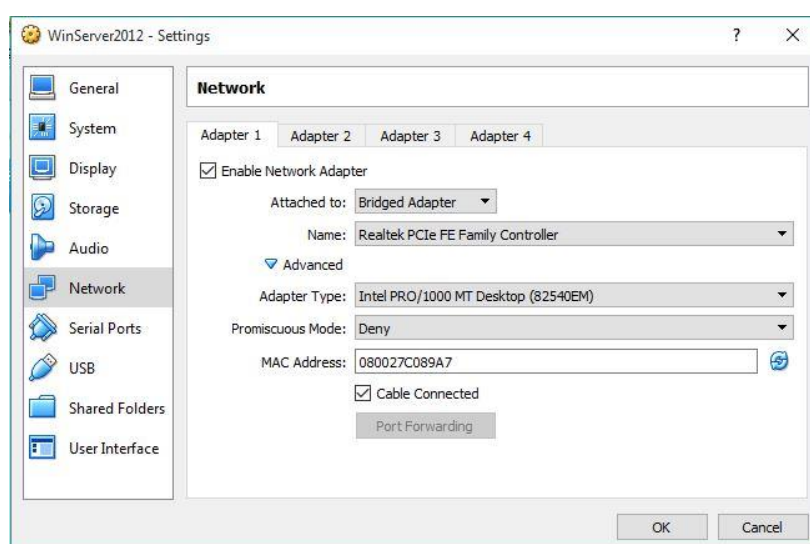 WinServer2012 - Settings
?
General
System
Display
Storage
Audio
Network
Serial Ports
USB
Shared Folders
User Interface
Network
Adapter 1 Adapter 2 Adapter 3 Adapter 4
Enable Network Adapter
Attached to: Bridged Adapter
Name: Realtek PCIe FE Family Controller
Advanced
Adapter Type: Intel PRO/1000 MT Desktop (82540EM)
Promiscuous Mode: Deny
MAC Address: 080027C089A7
Cable Connected
Port Forwarding
OK Cancel